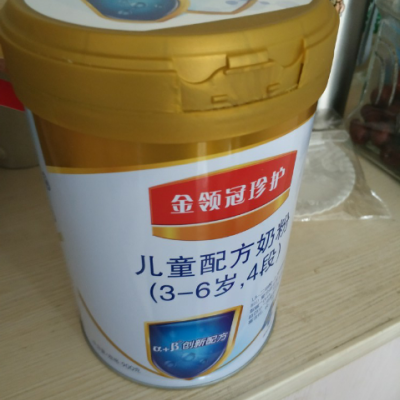 金领冠珍护
儿童配方奶粉
(3-6岁,4段)
α+β 创新配方